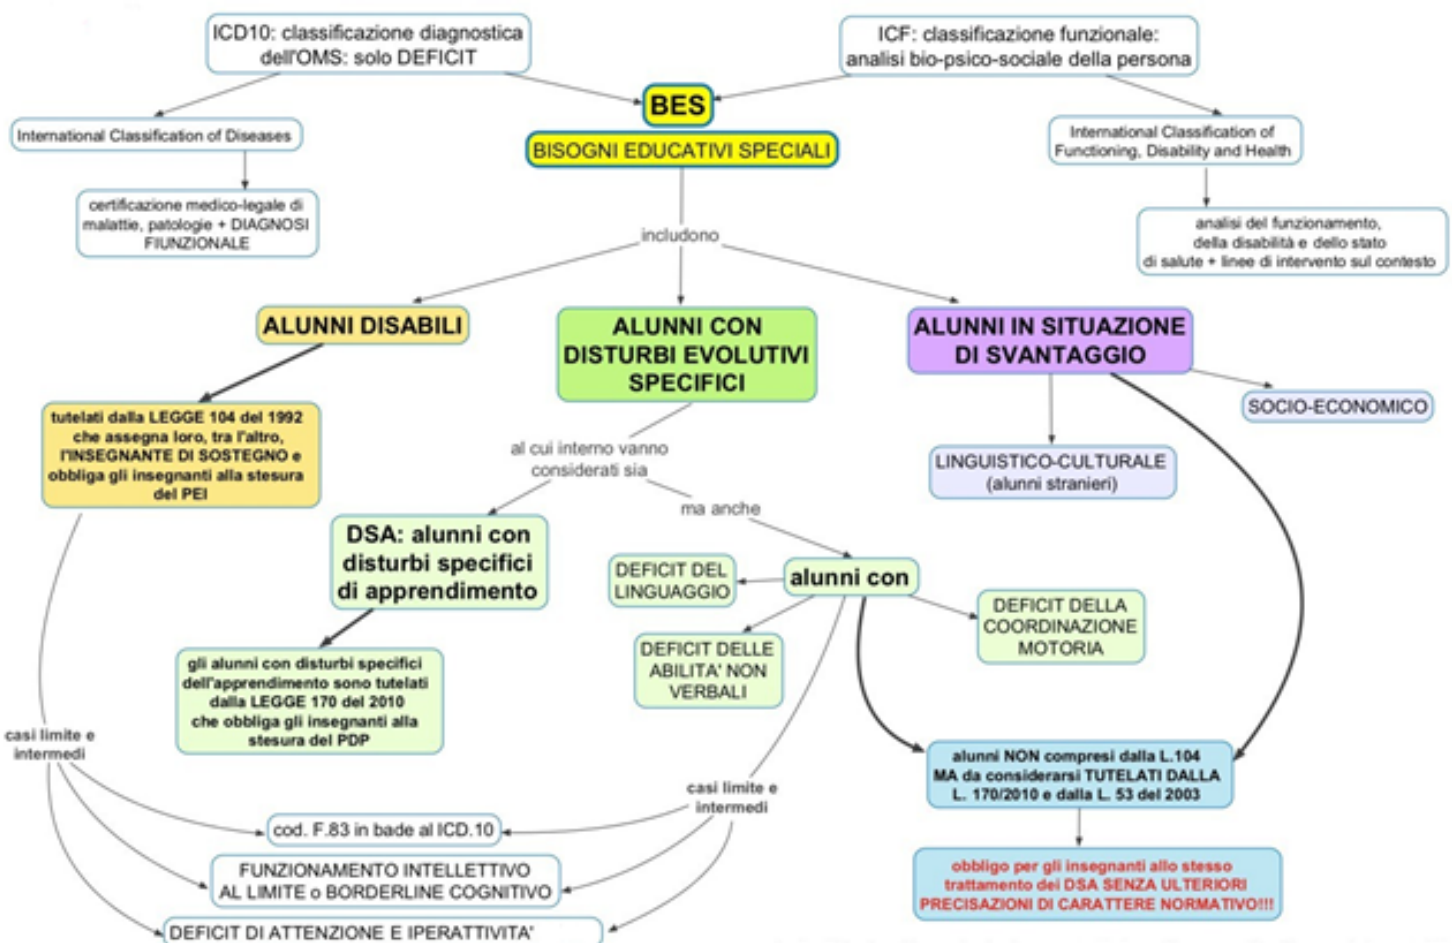 ICD10: classificazione diagnostica
dell'OMS: solo DEFICIT
ICF: classificazione funzionale:
analisi bio-psico-sociale della persona
BES
BISOGNI EDUCATIVI SPECIALI
International Classification of Diseases
International Classification of
Functioning, Disability and Health
certificazione medico-legale di
malattie, patologie + DIAGNOSI
FIUNZIONALE
analisi del funzionamento,
della disabilità e dello stato
di salute + linee di intervento sul contesto
includono
ALUNNI DISABILI
ALUNNI CON
DISTURBI EVOLUTIVI
SPECIFICI
ALUNNI IN SITUAZIONE
DI SVANTAGGIO
tutelati dalla LEGGE 104 del 1992
che assegna loro, tra l'altro,
l'INSEGNANTE DI SOSTEGNO e
obbliga gli insegnanti alla stesura
del PEI
SOCIO-ECONOMICO
LINGUISTICO-CULTURALE
(alunni stranieri)
al cui interno vanno
considerati sia
ma anche
DSA: alunni con
disturbi specifici
di apprendimento
alunni con
DEFICIT DEL
LINGUAGGIO
DEFICIT DELLE
ABILITA' NON
VERBALI
DEFICIT DELLA
COORDINAZIONE
MOTORIA
gli alunni con disturbi specifici
dell'apprendimento sono tutelati
dalla LEGGE 170 del 2010
che obbliga gli insegnanti alla
stesura del PDP
casi limite e
intermedi
casi limite e
intermedi
alunni NON compresi dalla L.104
MA da considerarsi TUTELATI DALLA
L. 170/2010 e dalla L. 53 del 2003
cod. F.83 in bade al ICD.10
FUNZIONAMENTO INTELLETTIVO
AL LIMITE o BORDERLINE COGNITIVO
DEFICIT DI ATTENZIONE E IPERATTIVITA'
obbligo per gli insegnanti allo stesso
trattamento dei DSA SENZA ULTERIORI
PRECISAZIONI DI CARATTERE NORMATIVO!!!